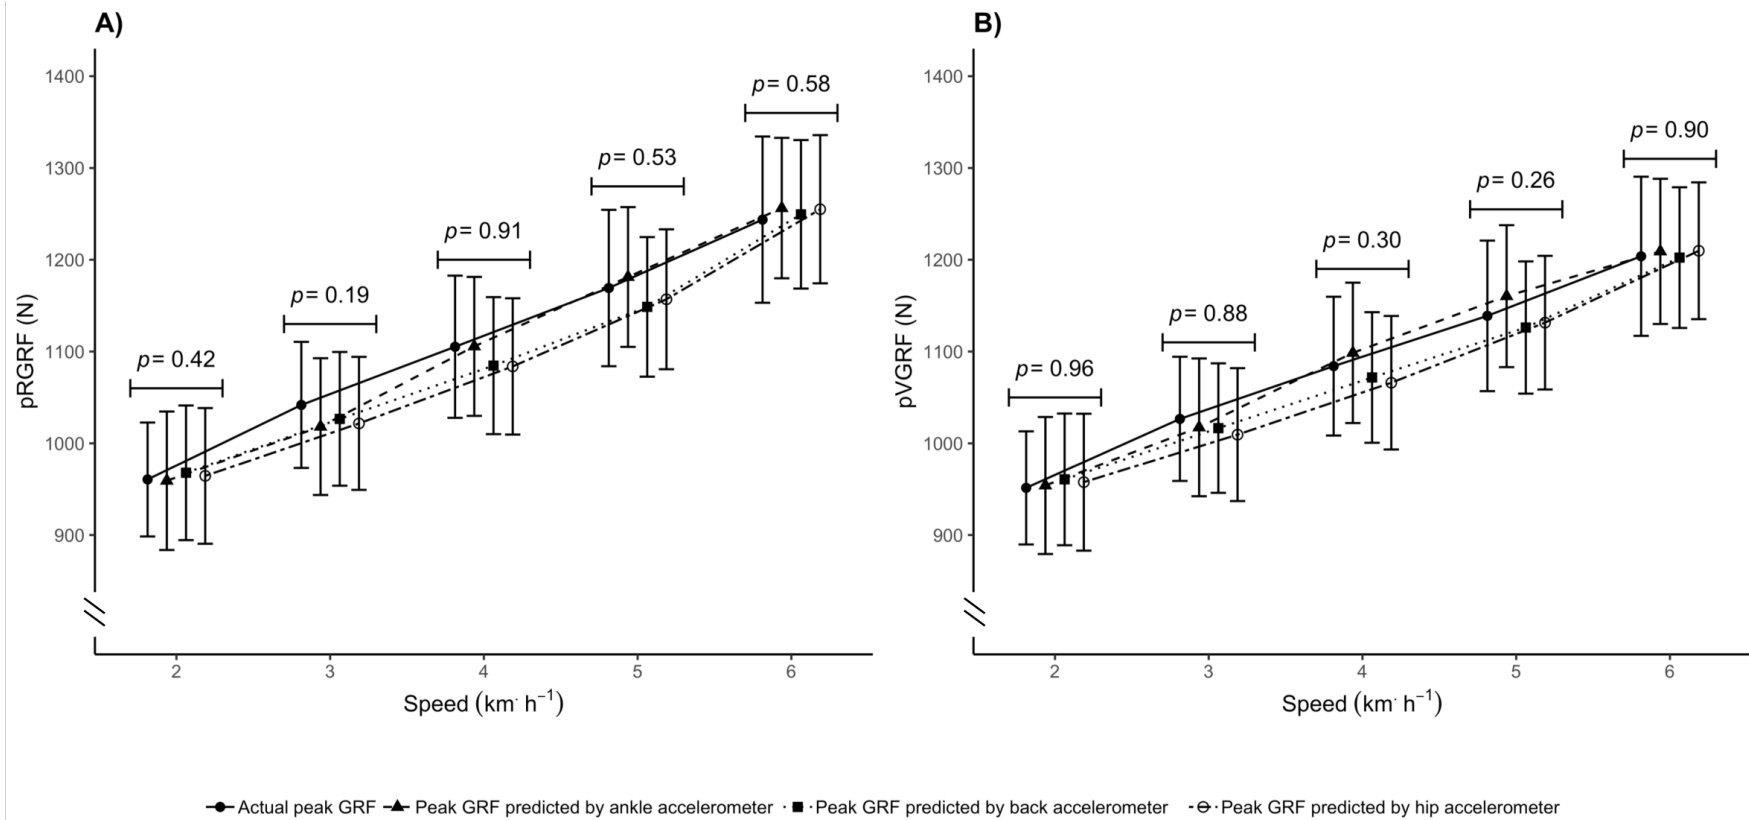 A)
1400
1300
1200
1100
1000
900
pRGRF (N)
p= 0.42
p= 0.19
p= 0.91
p= 0.53
p= 0.58
2
3
4
5
6
Speed (km· h⁻¹)
B)
1400
1300
1200
1100
1000
900
pVGRF (N)
p= 0.96
p= 0.88
p= 0.30
p= 0.26
p= 0.90
2
3
4
5
6
Speed (km· h⁻¹)
Actual peak GRF
Peak GRF predicted by ankle accelerometer
Peak GRF predicted by back accelerometer
Peak GRF predicted by hip accelerometer